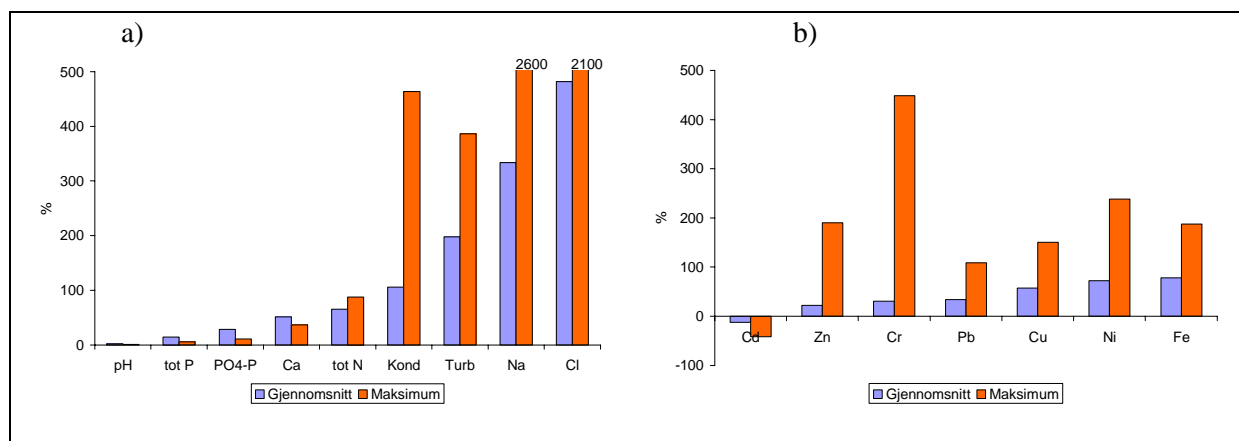 a)
2600 2100
500
400
300
200
100
0
%
pH tot P PO4-P Ca tot N Kond Turb Na Cl
Gjennomsnitt Maksimum
b)
500
400
300
200
100
0
-100
%
Cd Zn Cr Pb Cu Ni Fe
Gjennomsnitt Maksimum